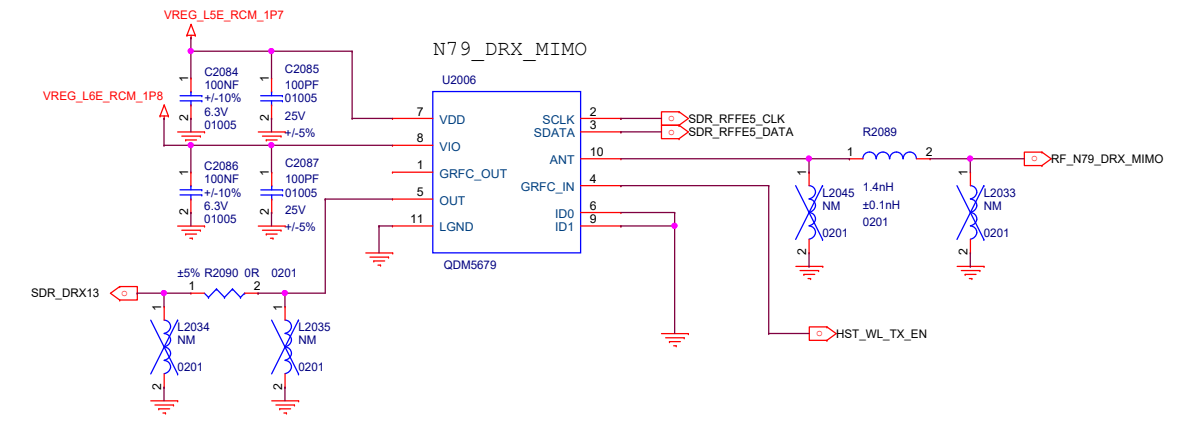 VREG_L5E_RCM_1P7
N79_DRX_MIMO
U2006
C2084
100NF
+/-10%
6.3V
01005
1
2
C2085
100PF
01005
25V
+/-5%
1
2
VREG_L6E_RCM_1P8
7
VDD
8
VIO
1
GRFC_OUT
5
OUT
11
LGND
SCLK
2
SDATA
3
ANT
10
GRFC_IN
4
ID0
6
ID1
9
QDM5679
SDR_RFFE5_CLK
SDR_RFFE5_DATA
R2089
1
2
1.4nH
±0.1nH
0201
RF_N79_DRX_MIMO
1
L2045
NM
0201
2
1
L2033
NM
0201
2
C2086
100NF
+/-10%
6.3V
01005
1
2
C2087
100PF
01005
25V
+/-5%
1
2
±5% R2090 0R 0201
SDR_DRX13
1
2
1
L2034
NM
0201
2
1
L2035
NM
0201
2
HST_WL_TX_EN